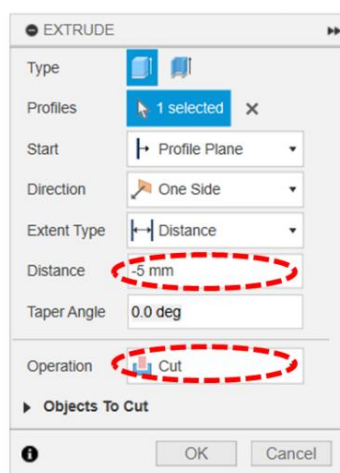 EXTRUDE
Type
Profiles 1 selected
Start Profile Plane
Direction One Side
Extent Type Distance
Distance -5 mm
Taper Angle 0.0 deg
Operation Cut
Objects To Cut
OK Cancel